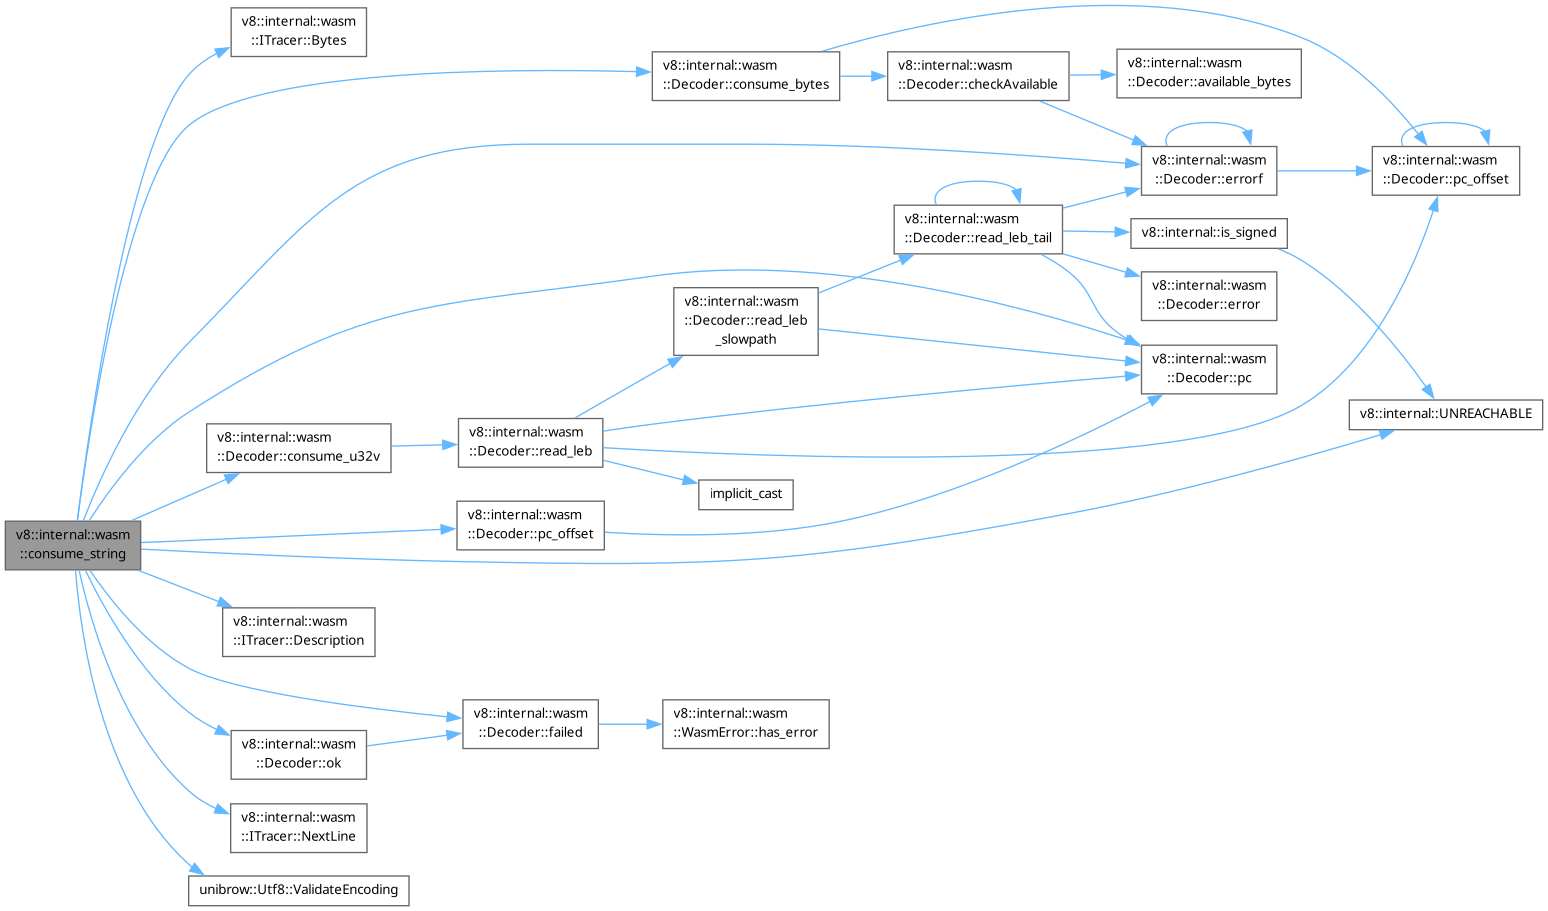 v8::internal::wasm
::ITracer::Bytes
v8::internal::wasm
::Decoder::consume_bytes
v8::internal::wasm
::Decoder::checkAvailable
v8::internal::wasm
::Decoder::available_bytes
v8::internal::wasm
::Decoder::errorf
v8::internal::wasm
::Decoder::pc_offset
v8::internal::wasm
::Decoder::read_leb_tail
v8::internal::is_signed
v8::internal::wasm
::Decoder::error
v8::internal::wasm
::Decoder::read_leb
_slowpath
v8::internal::wasm
::Decoder::pc
v8::internal::UNREACHABLE
v8::internal::wasm
::Decoder::consume_u32v
v8::internal::wasm
::Decoder::read_leb
implicit_cast
v8::internal::wasm
::consume_string
v8::internal::wasm
::Decoder::pc_offset
v8::internal::wasm
::ITracer::Description
v8::internal::wasm
::Decoder::failed
v8::internal::wasm
::WasmError::has_error
v8::internal::wasm
::Decoder::ok
v8::internal::wasm
::ITracer::NextLine
unibrow::Utf8::ValidateEncoding